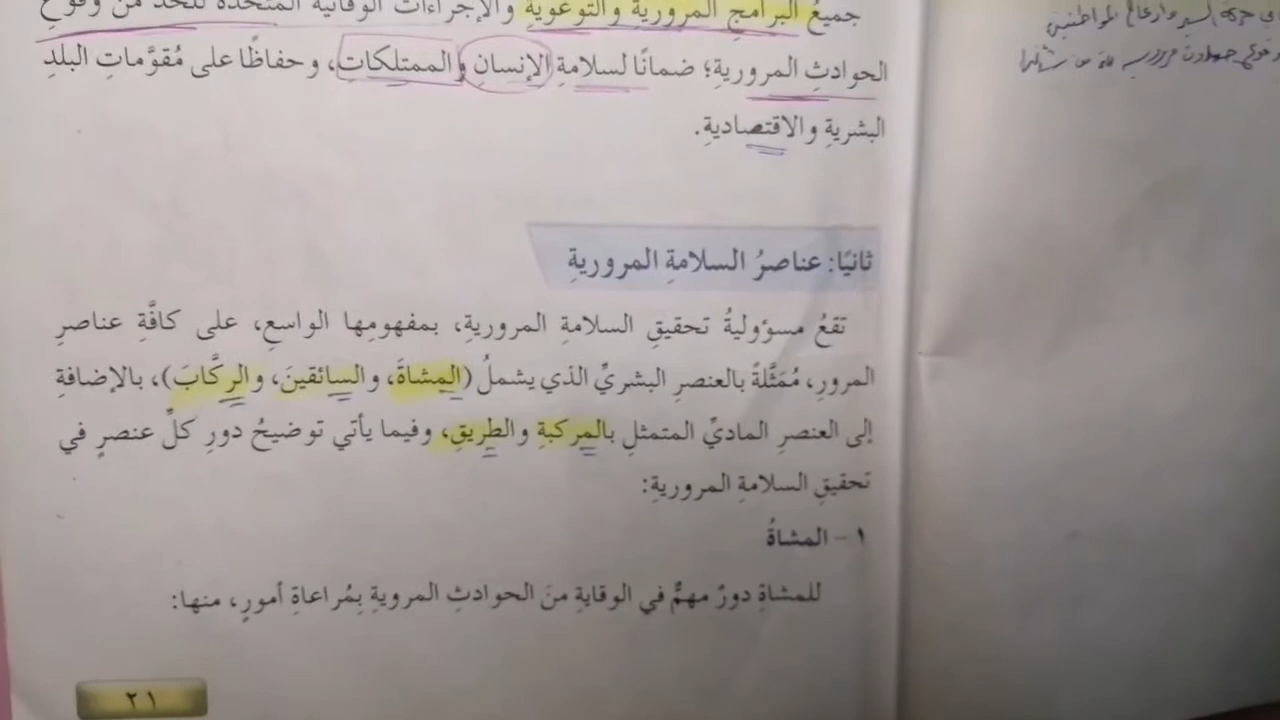 جميعُ البرامجِ المروريةِ والتوعويةِ والإجراءاتِ الوقائيةِ المتخذةِ للحدِّ من وقوعِ
الحوادثِ المروريةِ؛ ضمانًا لسلامةِ الإنسانِ والممتلكاتِ، وحفاظًا على مُقوَّماتِ البلدِ
البشريةِ والاقتصاديةِ.
ثانيًا: عناصرُ السلامةِ المروريةِ
تقعُ مسؤوليةُ تحقيقِ السلامةِ المروريةِ، بمفهومِها الواسعِ، على كافَّةِ عناصرِ
المرورِ، مُمَثَّلةً بالعنصرِ البشريِّ الذي يشملُ (المشاةَ، والسائقينَ، والركَّابَ)، بالإضافةِ
إلى العنصرِ الماديِّ المتمثلِ بالمركبةِ والطريقِ، وفيما يأتي توضيحُ دورِ كلِّ عنصرٍ في
تحقيقِ السلامةِ المروريةِ:
١ - المشاةُ
للمشاةِ دورٌ مهمٌّ في الوقايةِ منَ الحوادثِ المرويةِ بِمُراعاةِ أمورٍ، منها:
٢١